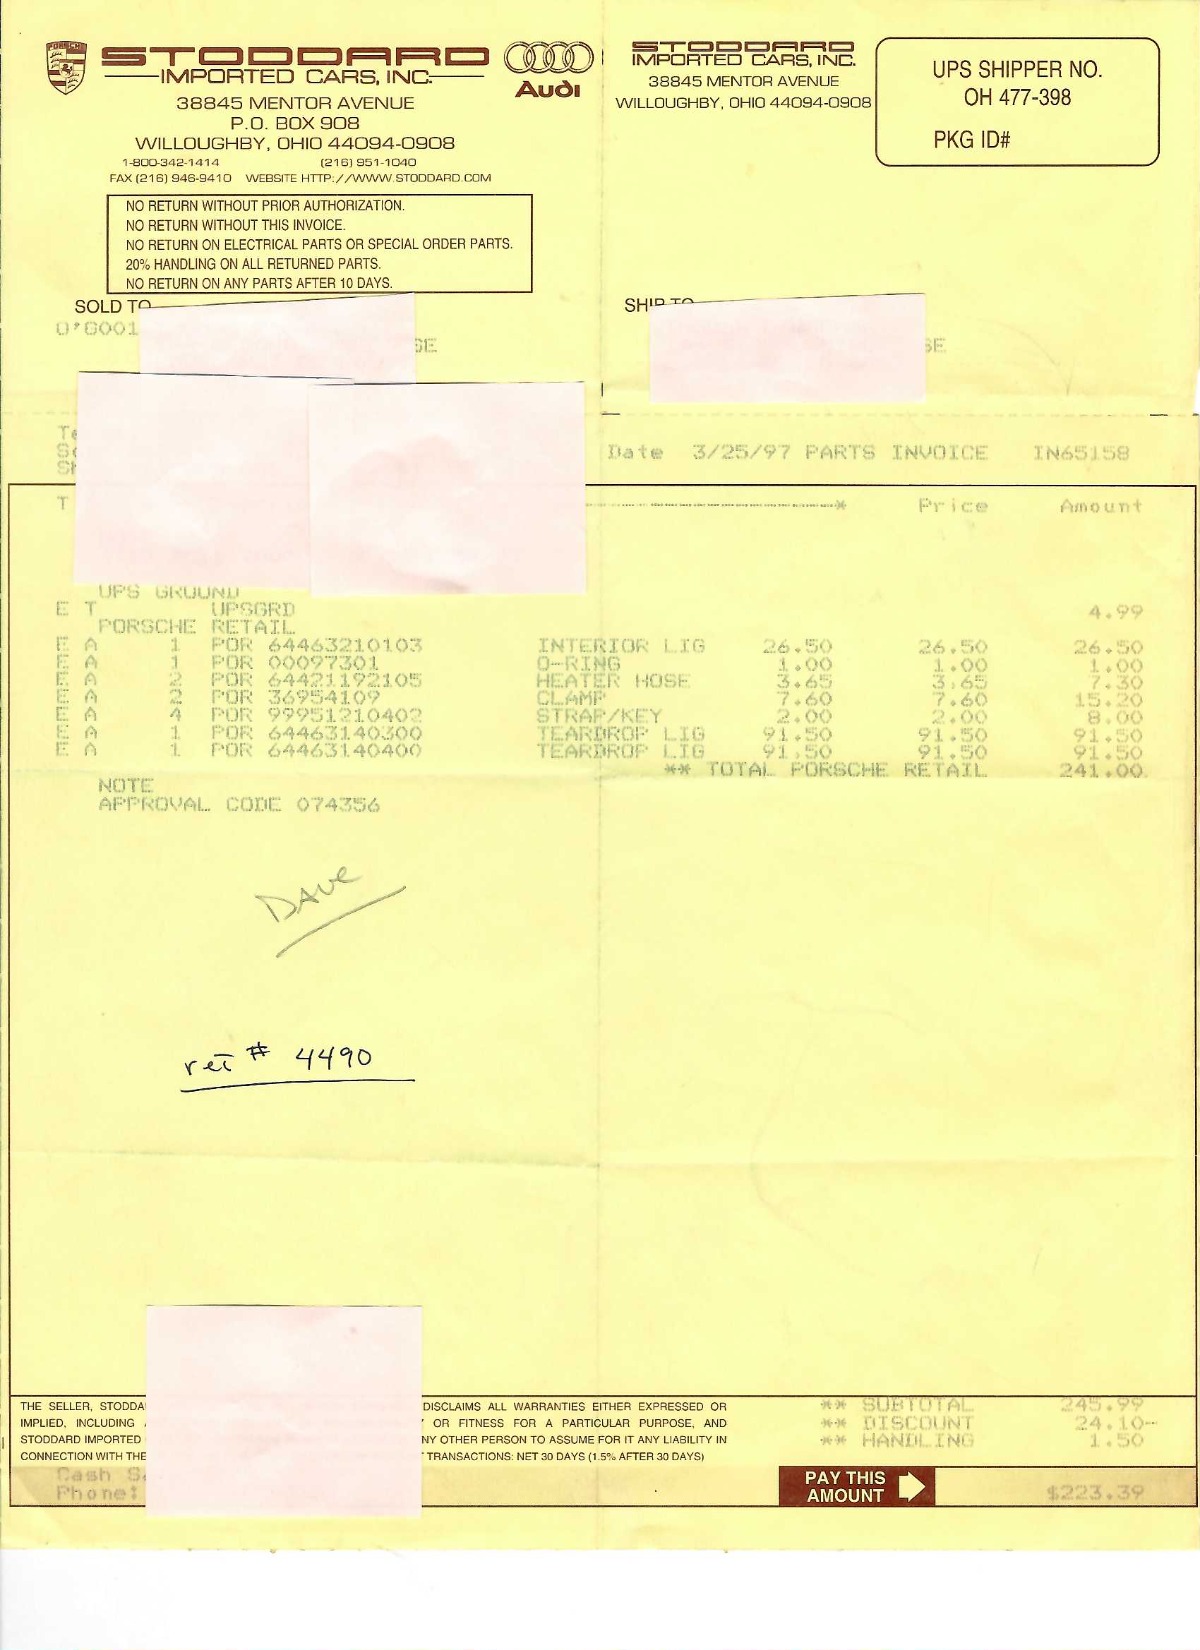 STODDARD
IMPORTED CARS, INC.
38845 MENTOR AVENUE
P.O. BOX 908
WILLOUGHBY, OHIO 44094-0908
1-800-342-1414 (216) 951-1040
FAX (216) 946-9410 WEBSITE HTTP://WWW.STODDARD.COM
PORSCHE
Audi
STODDARD
IMPORTED CARS, INC.
38845 MENTOR AVENUE
WILLOUGHBY, OHIO 44094-0908
UPS SHIPPER NO.
OH 477-398
PKG ID#
NO RETURN WITHOUT PRIOR AUTHORIZATION.
NO RETURN WITHOUT THIS INVOICE.
NO RETURN ON ELECTRICAL PARTS OR SPECIAL ORDER PARTS.
20% HANDLING ON ALL RETURNED PARTS.
NO RETURN ON ANY PARTS AFTER 10 DAYS.
SOLD TO SHIP TO
SE SE
Date 3/25/97 PARTS INVOICE IN65158
T * Price Amount
UPS GROUND
E T UPSGRD 4.99
PORSCHE RETAIL
E A 1 POR 64463210103 INTERIOR LIG 26.50 26.50 26.50
E A 1 POR 00097301 O-RING 1.00 1.00 1.00
E A 2 POR 64421192105 HEATER HOSE 3.65 3.65 7.30
E A 2 POR 36954109 CLAMP 7.60 7.60 15.20
E A 4 POR 99951210402 STRAP/KEY 2.00 2.00 8.00
E A 1 POR 64463140300 TEARDROP LIG 91.50 91.50 91.50
E A 1 POR 64463140400 TEARDROP LIG 91.50 91.50 91.50
** TOTAL PORSCHE RETAIL 241.00
NOTE
APPROVAL CODE 074356
DAVE
ret # 4490
THE SELLER, STODDA DISCLAIMS ALL WARRANTIES EITHER EXPRESSED OR
IMPLIED, INCLUDING OR FITNESS FOR A PARTICULAR PURPOSE, AND
STODDARD IMPORTED NY OTHER PERSON TO ASSUME FOR IT ANY LIABILITY IN
CONNECTION WITH THE TRANSACTIONS: NET 30 DAYS (1.5% AFTER 30 DAYS)
** SUBTOTAL 245.99
** DISCOUNT 24.10-
** HANDLING 1.50
Cash
Phone:
PAY THIS
AMOUNT
$223.39